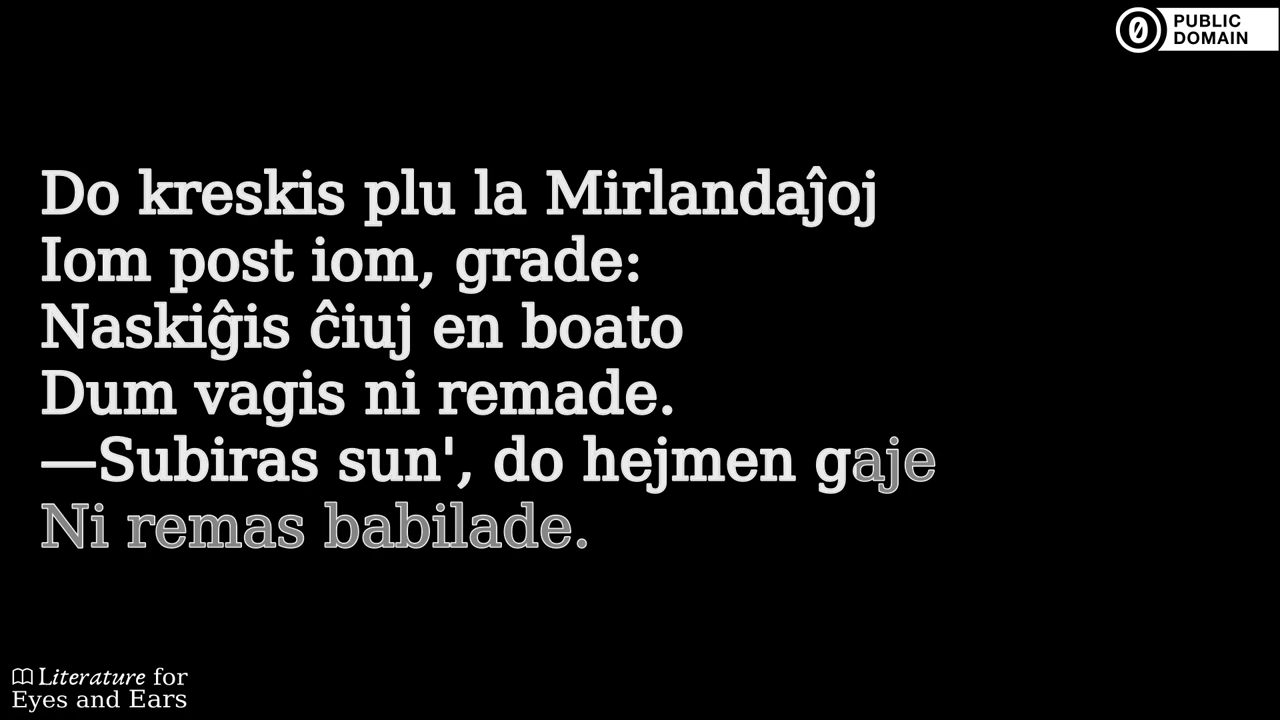 PUBLIC
DOMAIN
Do kreskis plu la Mirlandaĵoj
Iom post iom, grade:
Naskiĝis ĉiuj en boato
Dum vagis ni remade.
—Subiras sun', do hejmen gaje
Ni remas babilade.
Literature for
Eyes and Ears